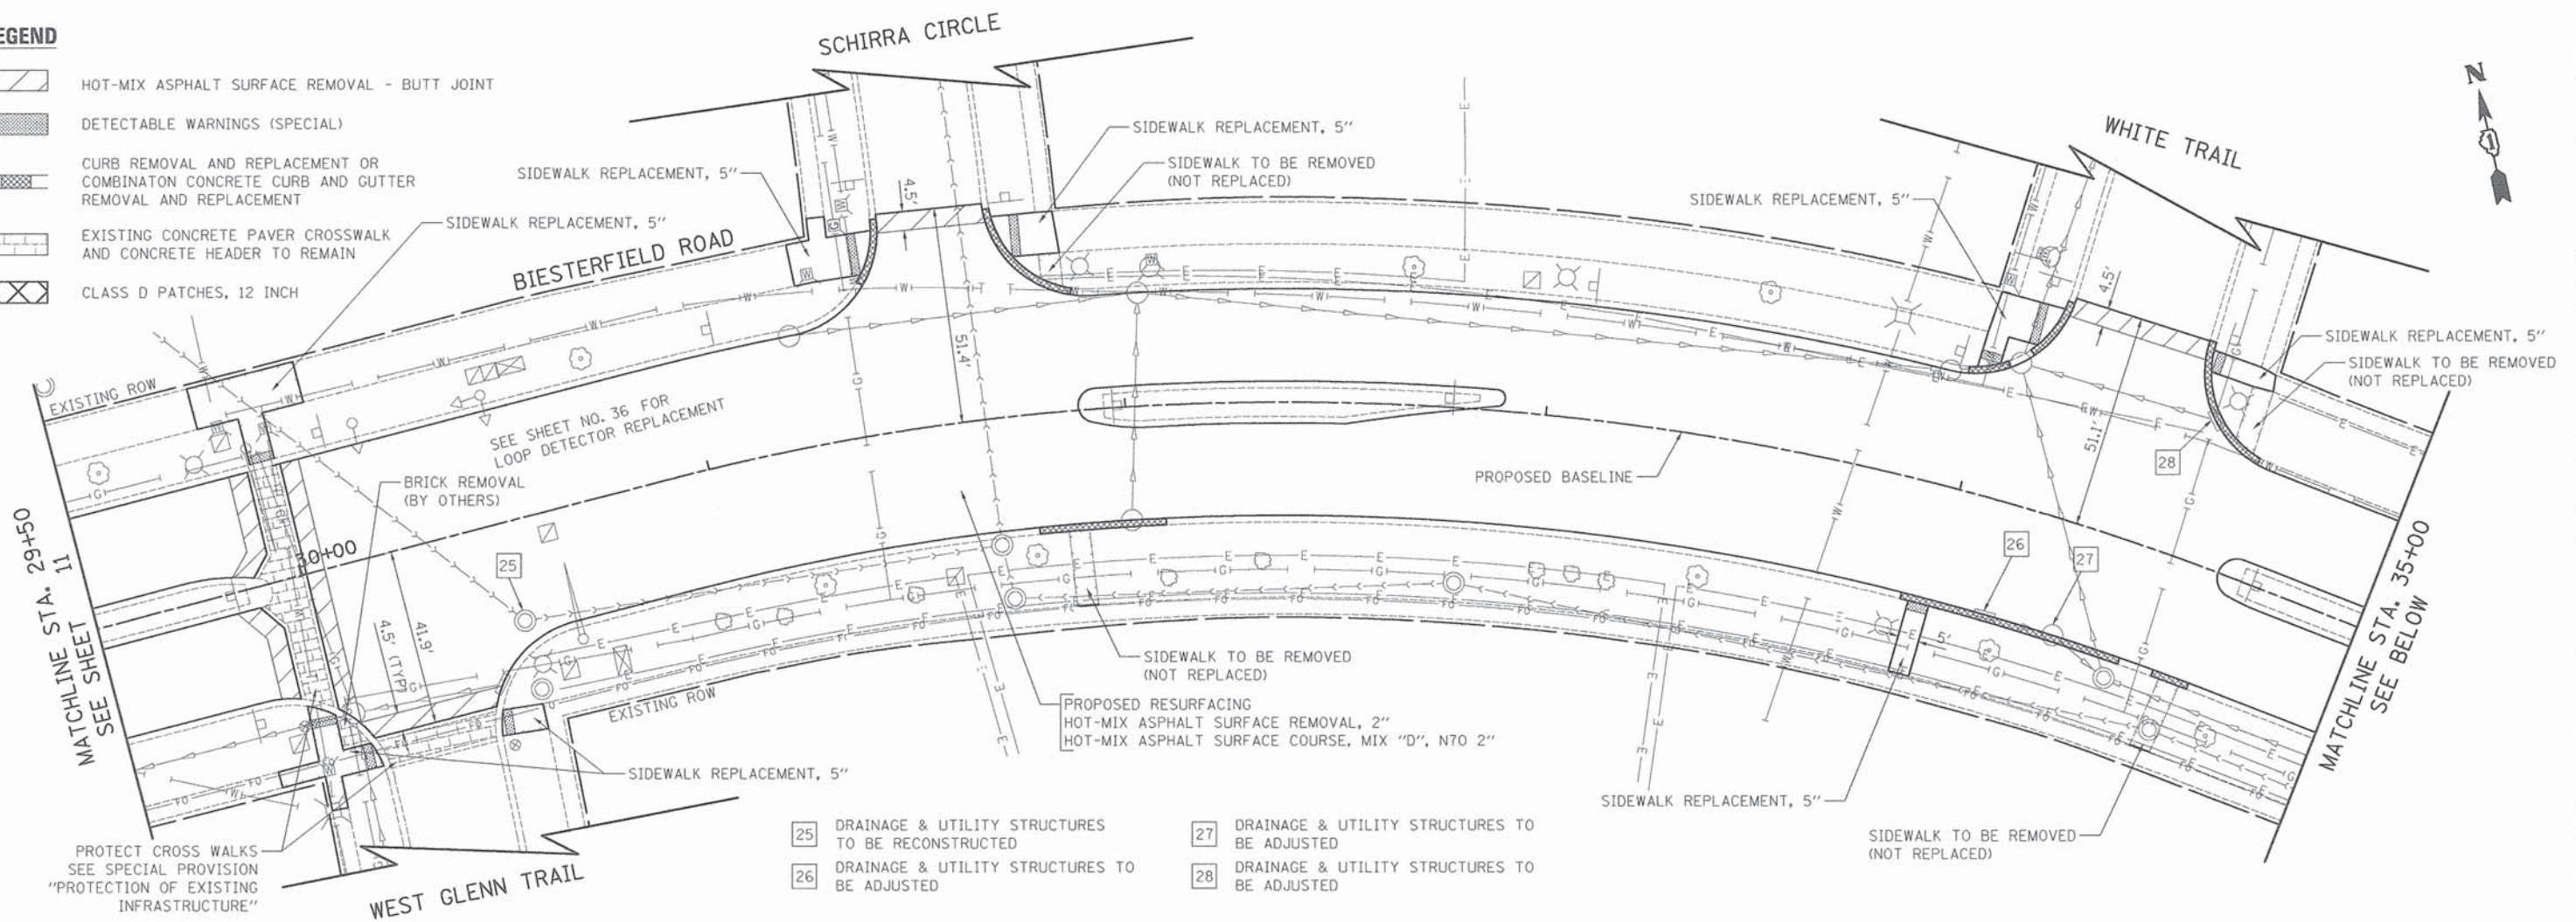 EGEND
HOT-MIX ASPHALT SURFACE REMOVAL - BUTT JOINT
DETECTABLE WARNINGS (SPECIAL)
CURB REMOVAL AND REPLACEMENT OR
COMBINATON CONCRETE CURB AND GUTTER
REMOVAL AND REPLACEMENT
EXISTING CONCRETE PAVER CROSSWALK
AND CONCRETE HEADER TO REMAIN
CLASS D PATCHES, 12 INCH
SCHIRRA CIRCLE
WHITE TRAIL
N
SIDEWALK REPLACEMENT, 5"
SIDEWALK REPLACEMENT, 5"
SIDEWALK REPLACEMENT, 5"
SIDEWALK TO BE REMOVED
(NOT REPLACED)
SIDEWALK REPLACEMENT, 5"
BIESTERFIELD ROAD
4.5'
51.4'
4.5'
51.1'
SIDEWALK REPLACEMENT, 5"
SIDEWALK TO BE REMOVED
(NOT REPLACED)
EXISTING ROW
SEE SHEET NO. 36 FOR
LOOP DETECTOR REPLACEMENT
BRICK REMOVAL
(BY OTHERS)
PROPOSED BASELINE
28
MATCHLINE STA. 29+50
SEE SHEET 11
30+00
25
26
27
4.5' (TYP)
41.9'
5'
MATCHLINE STA. 35+00
SEE BELOW
EXISTING ROW
SIDEWALK TO BE REMOVED
(NOT REPLACED)
PROPOSED RESURFACING
HOT-MIX ASPHALT SURFACE REMOVAL, 2"
HOT-MIX ASPHALT SURFACE COURSE, MIX "D", N70 2"
SIDEWALK REPLACEMENT, 5"
SIDEWALK REPLACEMENT, 5"
SIDEWALK TO BE REMOVED
(NOT REPLACED)
PROTECT CROSS WALKS
SEE SPECIAL PROVISION
"PROTECTION OF EXISTING
INFRASTRUCTURE"
WEST GLENN TRAIL
25 DRAINAGE & UTILITY STRUCTURES
TO BE RECONSTRUCTED
26 DRAINAGE & UTILITY STRUCTURES TO
BE ADJUSTED
27 DRAINAGE & UTILITY STRUCTURES TO
BE ADJUSTED
28 DRAINAGE & UTILITY STRUCTURES TO
BE ADJUSTED